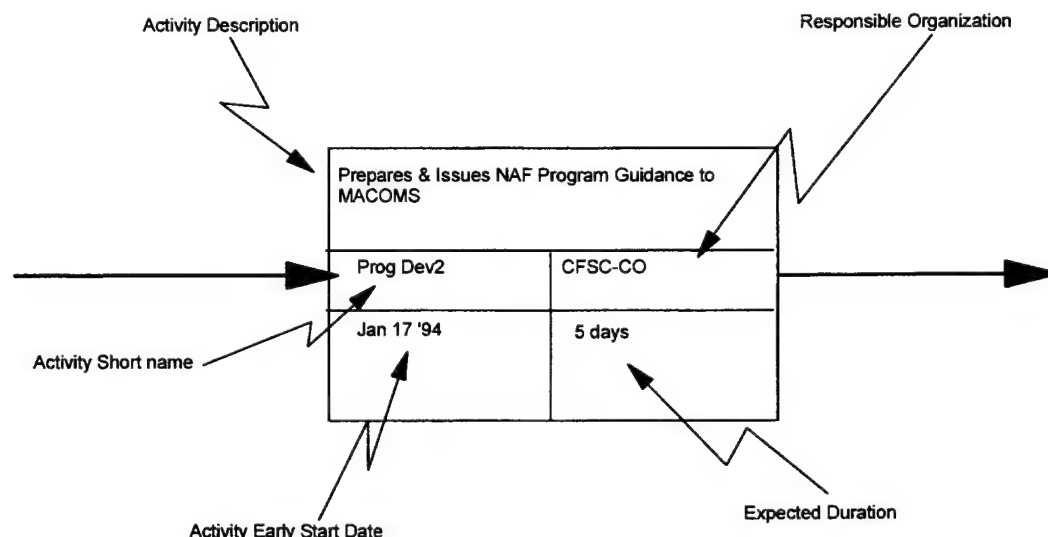 Activity Description
Responsible Organization
Prepares & Issues NAF Program Guidance to
MACOMS
Prog Dev2
CFSC-CO
Jan 17 '94
5 days
Activity Short name
Expected Duration
Activity Early Start Date